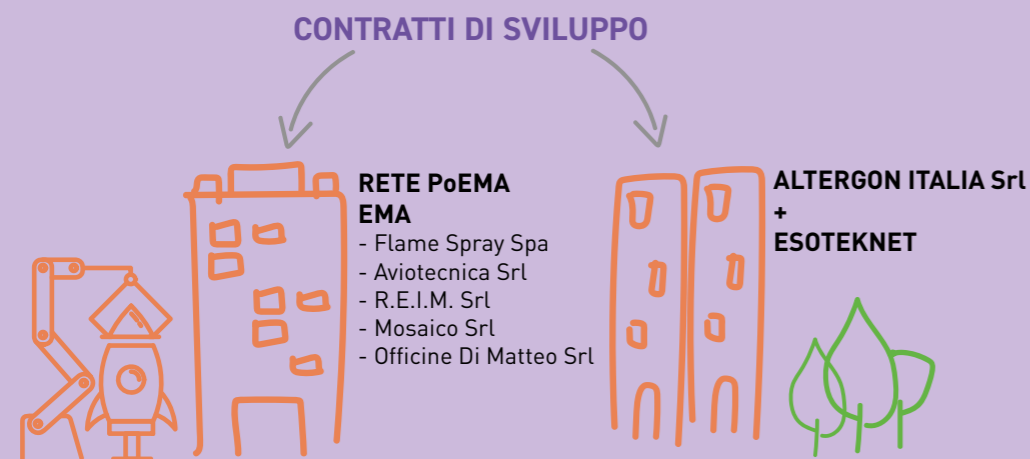 CONTRATTI DI SVILUPPO
RETE PoEMA
EMA
- Flame Spray Spa
- Aviotecnica Srl
- R.E.I.M. Srl
- Mosaico Srl
- Officine Di Matteo Srl
ALTERGON ITALIA Srl
+
ESOTEKNET